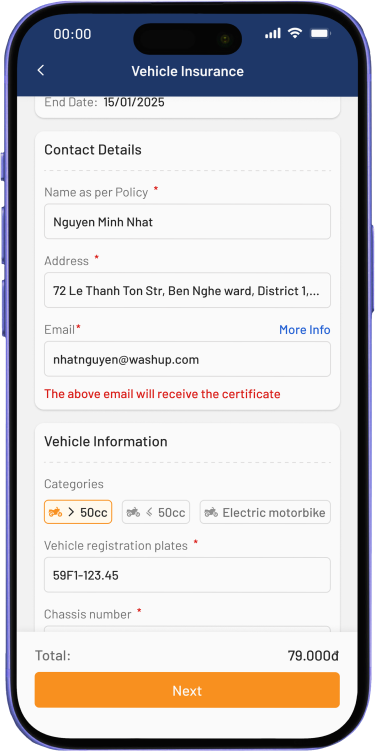 00:00
Vehicle Insurance
End Date: 15/01/2025
Contact Details
Name as per Policy *
Nguyen Minh Nhat
Address *
72 Le Thanh Ton Str, Ben Nghe ward, District 1,...
Email* More Info
nhatnguyen@washup.com
The above email will receive the certificate
Vehicle Information
Categories
> 50cc ≤ 50cc Electric motorbike
Vehicle registration plates *
59F1-123.45
Chassis number *
Total: 79.000đ
Next